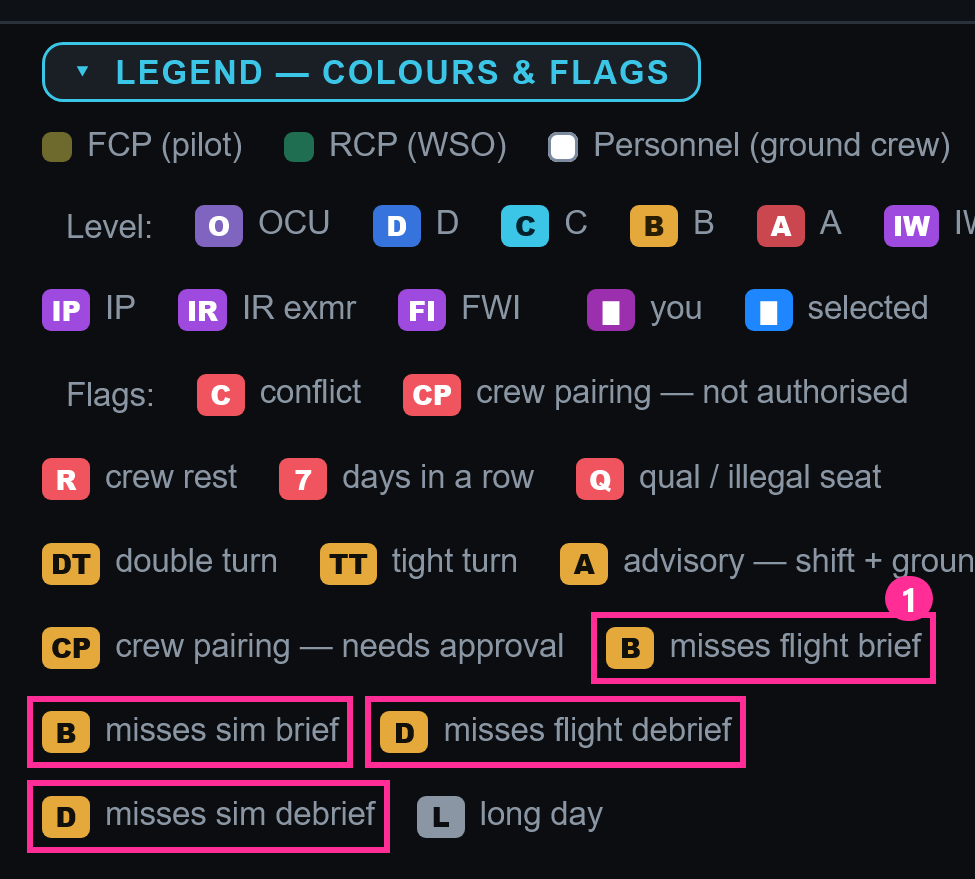 ▼ LEGEND — COLOURS & FLAGS
FCP (pilot) RCP (WSO) Personnel (ground crew)
Level: O OCU D D C C B B A A IW
IP IP IR IR exmr FI FWI you selected
Flags: C conflict CP crew pairing — not authorised
R crew rest 7 days in a row Q qual / illegal seat
DT double turn TT tight turn A advisory — shift +
1
CP crew pairing — needs approval B misses flight brief
B misses sim brief D misses flight debrief
D misses sim debrief L long day